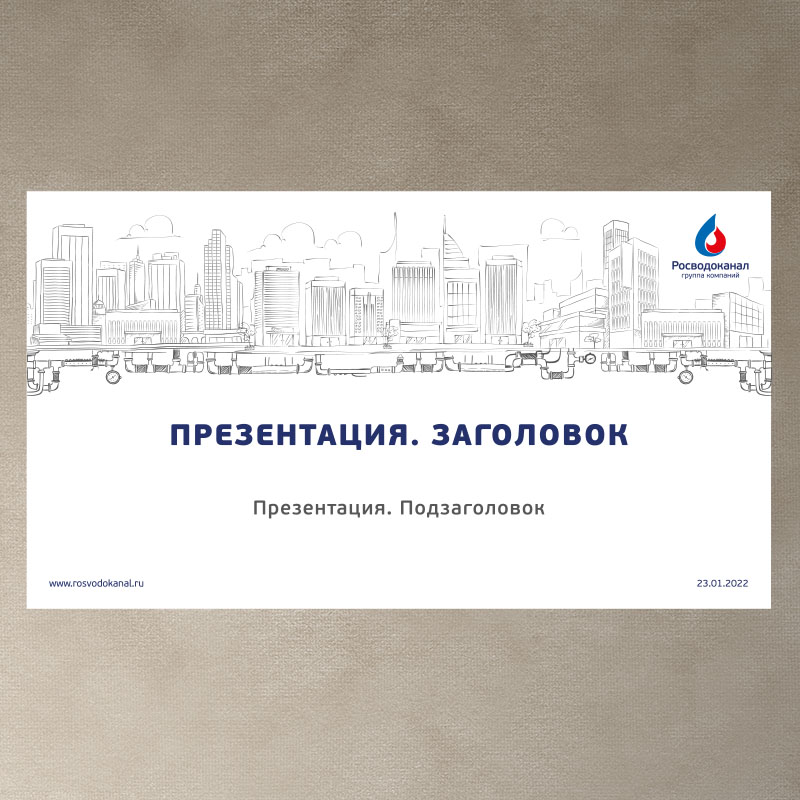 Росводоканал
группа компаний
ПРЕЗЕНТАЦИЯ. ЗАГОЛОВОК
Презентация. Подзаголовок
www.rosvodokanal.ru
23.01.2022